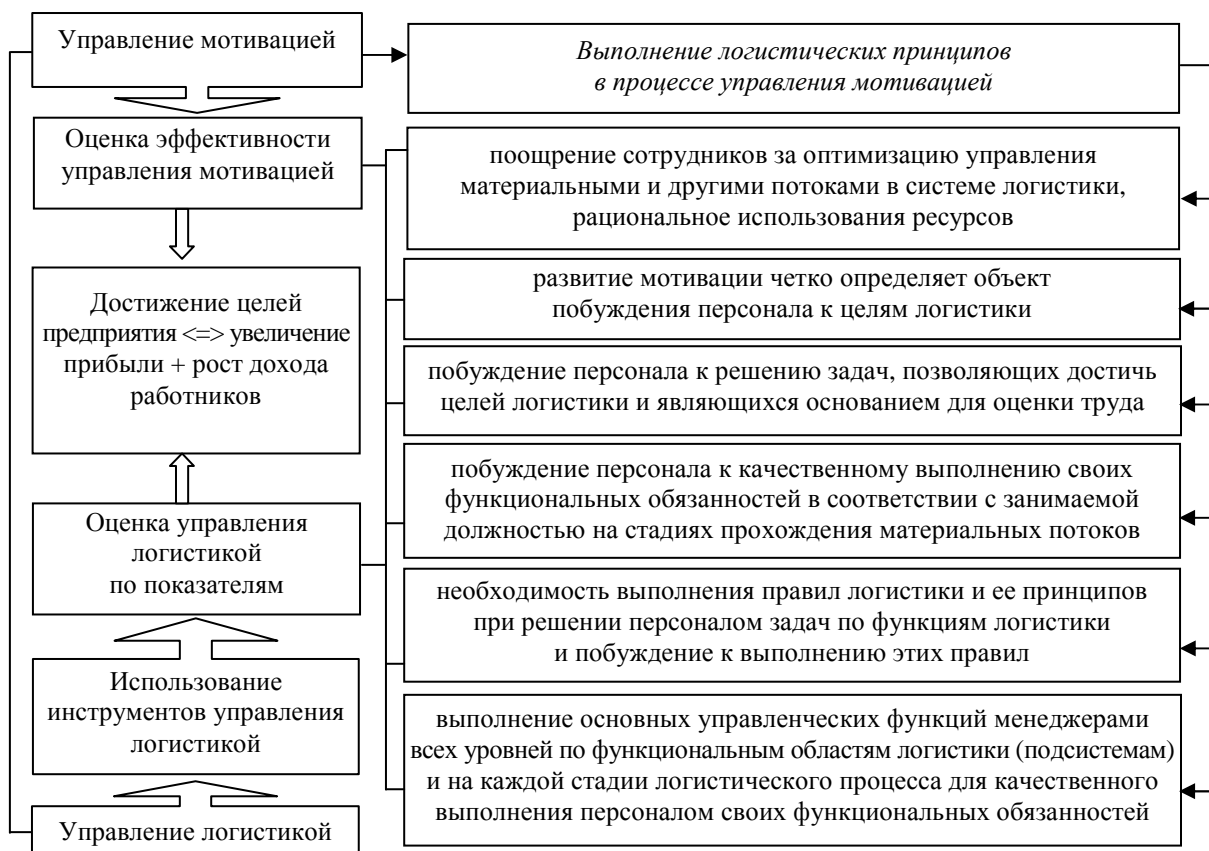 Управление мотивацией
Выполнение логистических принципов
в процессе управления мотивацией
Оценка эффективности
управления мотивацией
Достижение целей
предприятия <=> увеличение
прибыли + рост дохода
работников
Оценка управления
логистикой
по показателям
Использование
инструментов управления
логистикой
Управление логистикой
поощрение сотрудников за оптимизацию управления
материальными и другими потоками в системе логистики,
рациональное использования ресурсов
развитие мотивации четко определяет объект
побуждения персонала к целям логистики
побуждение персонала к решению задач, позволяющих достичь
целей логистики и являющихся основанием для оценки труда
побуждение персонала к качественному выполнению своих
функциональных обязанностей в соответствии с занимаемой
должностью на стадиях прохождения материальных потоков
необходимость выполнения правил логистики и ее принципов
при решении персоналом задач по функциям логистики
и побуждение к выполнению этих правил
выполнение основных управленческих функций менеджерами
всех уровней по функциональным областям логистики (подсистемам)
и на каждой стадии логистического процесса для качественного
выполнения персоналом своих функциональных обязанностей